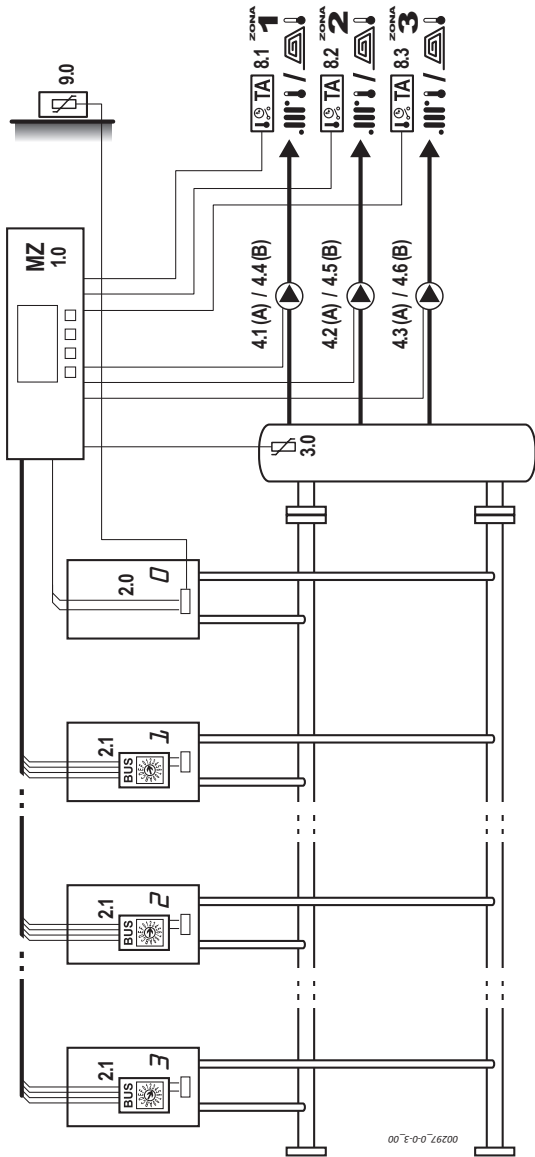 MZ
1.0
9.0
2.1
BUS
3
2.1
BUS
2
2.1
BUS
1
2.0
0
3.0
4.1 (A) / 4.4 (B)
TA 8.1
ZONA
1
/
4.2 (A) / 4.5 (B)
TA 8.2
ZONA
2
/
4.3 (A) / 4.6 (B)
TA 8.3
ZONA
3
/
00297_0-0-3_00